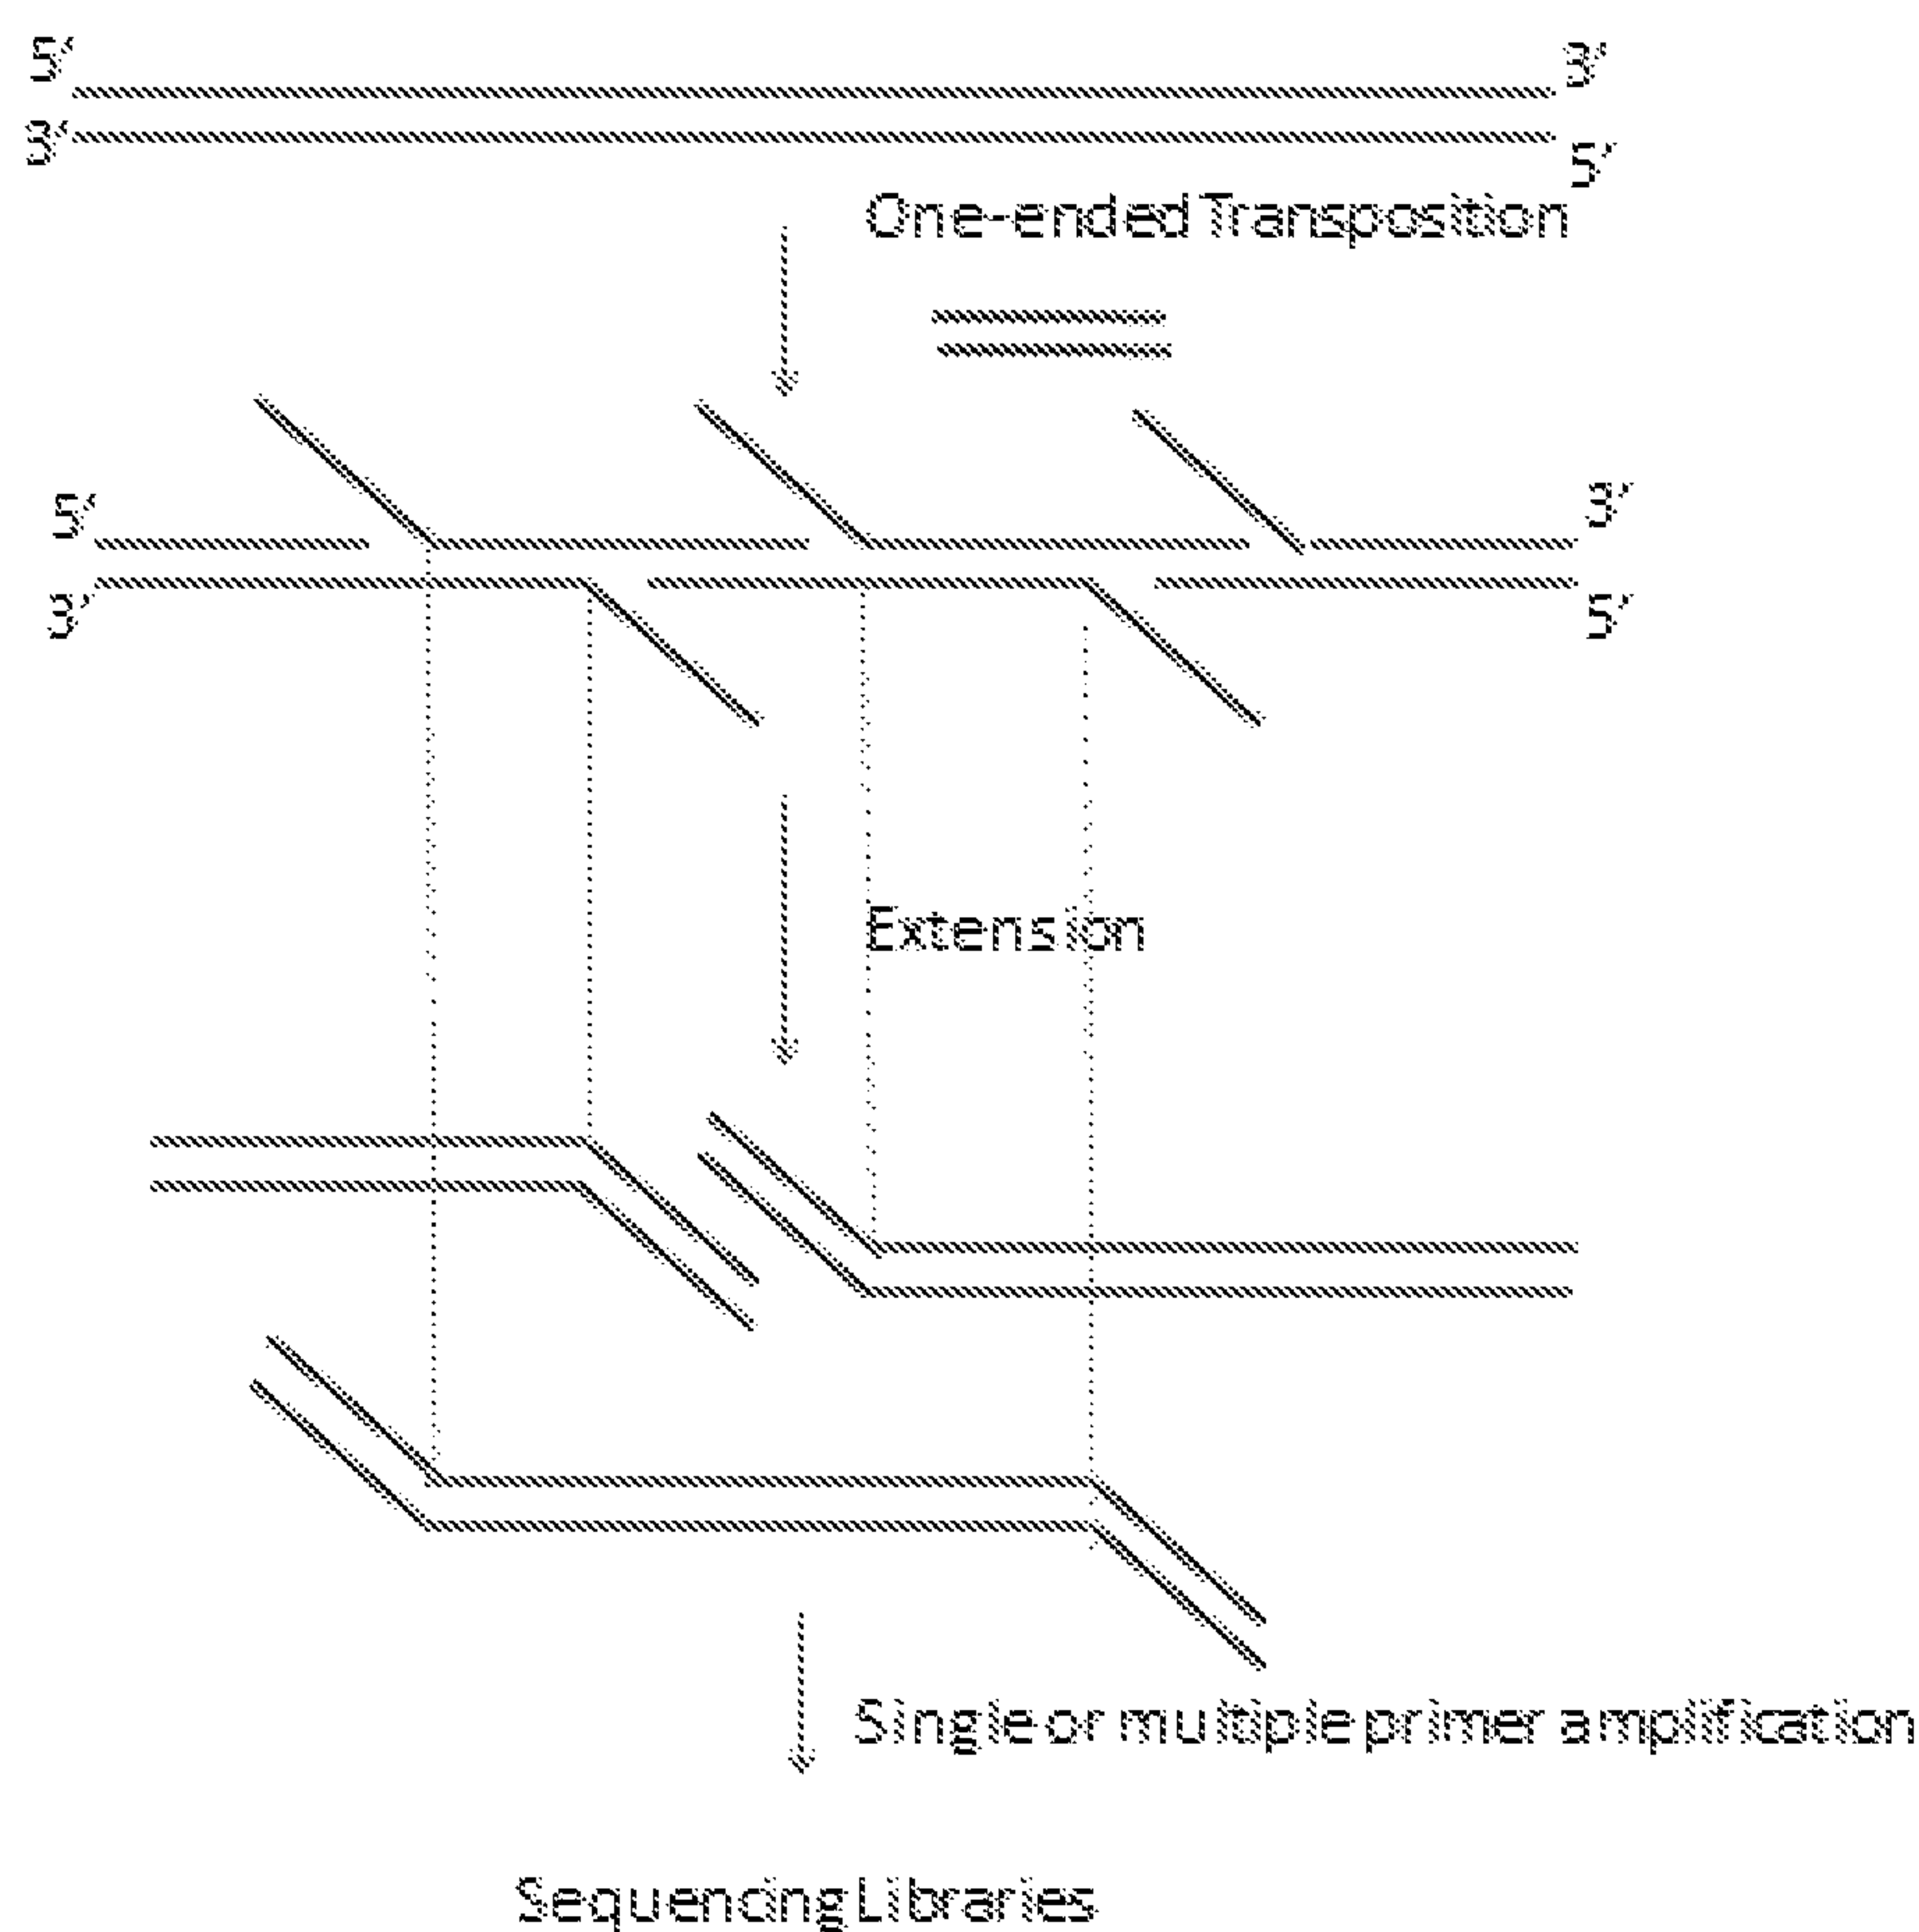 5' 3'
3' 5'
One-ended Transposition
5' 3'
3' 5'
Extension
Single or multiple primer amplification
Sequencing Libraries